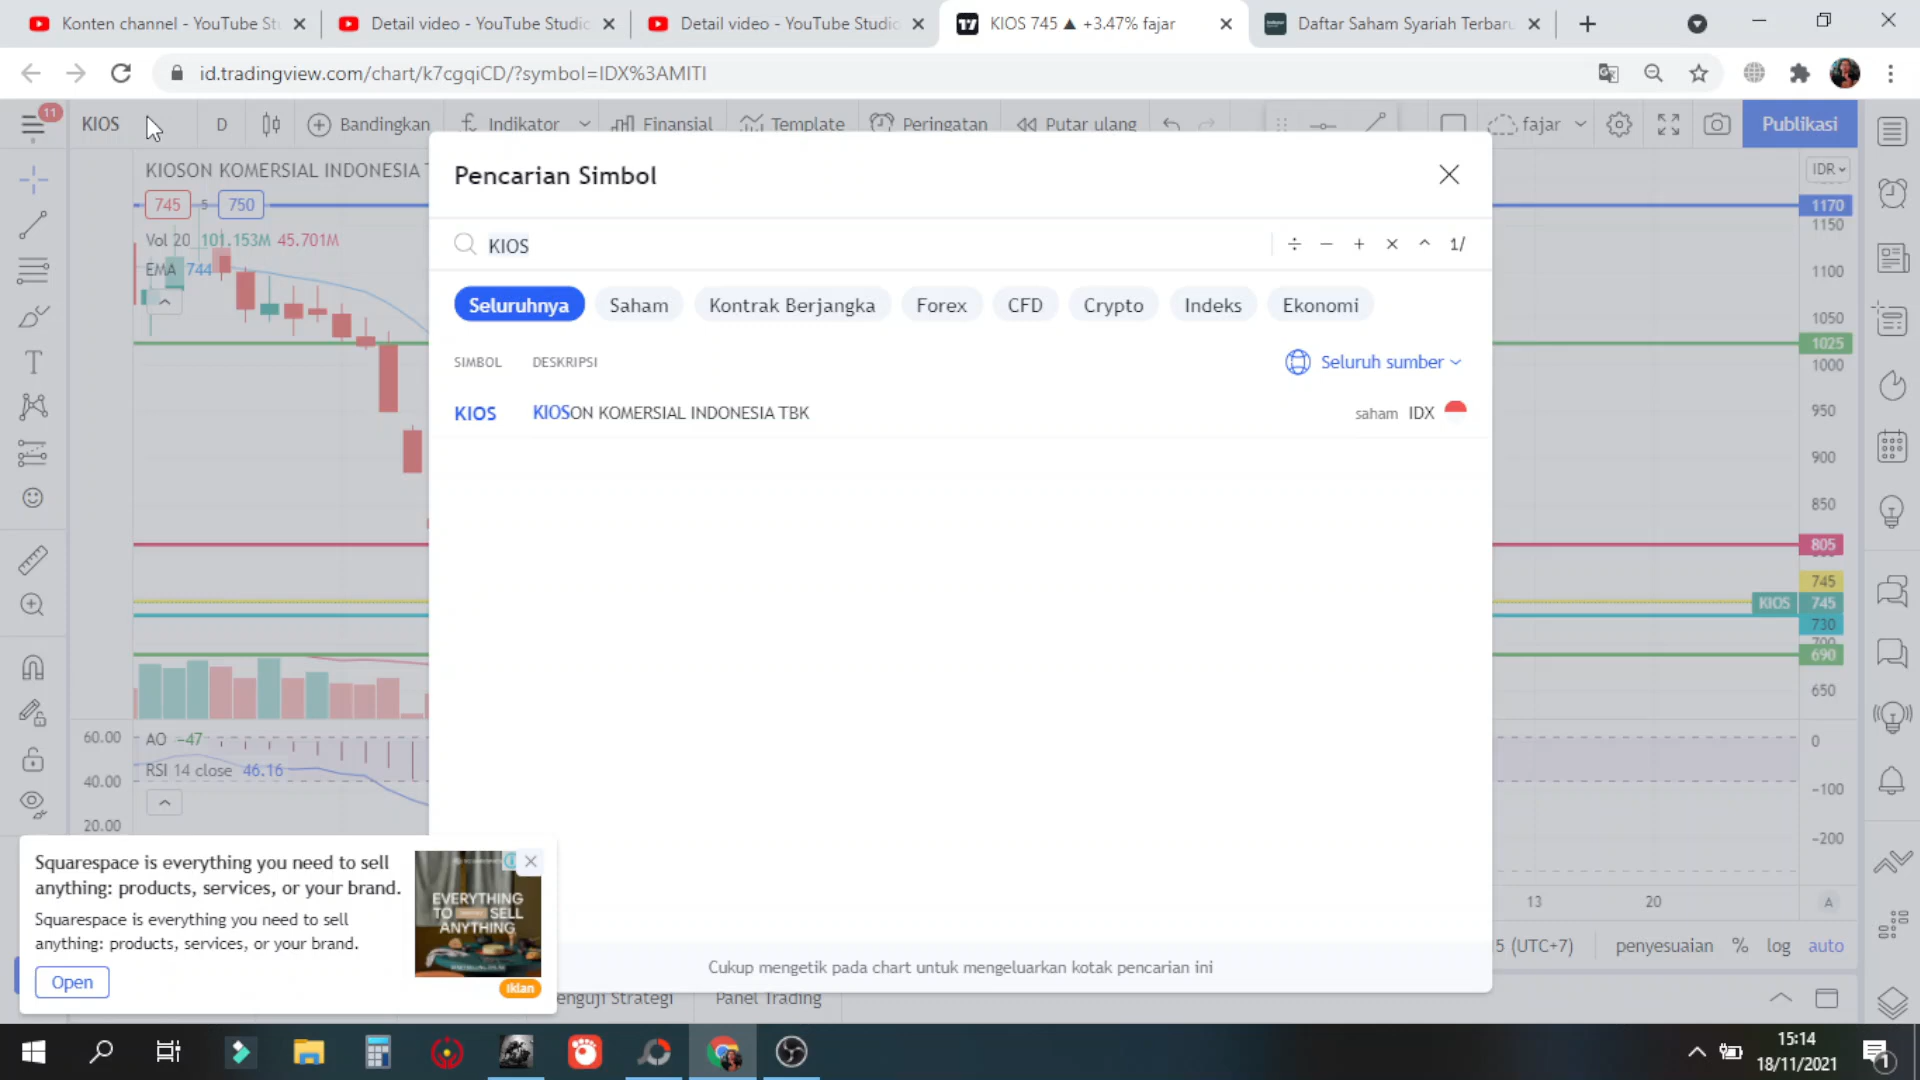 Konten channel - YouTube St
Detail video - YouTube Studio
Detail video - YouTube Studio
KIOS 745 ▲ +3.47% fajar
Daftar Saham Syariah Terbaru
id.tradingview.com/chart/k7cgqiCD/?symbol=IDX%3AMITI
11
KIOS
D
Bandingkan
Indikator
Finansial
Template
Peringatan
Putar ulang
fajar
Publikasi
KIOSON KOMERSIAL INDONESIA T
745
5
750
Vol 20 101.153M 45.701M
EMA 744
Pencarian Simbol
KIOS
÷ − + × ^ 1/
Seluruhnya
Saham
Kontrak Berjangka
Forex
CFD
Crypto
Indeks
Ekonomi
SIMBOL
DESKRIPSI
Seluruh sumber
KIOS
KIOSON KOMERSIAL INDONESIA TBK
saham IDX
Cukup mengetik pada chart untuk mengeluarkan kotak pencarian ini
IDR
1170
1150
1100
1050
1025
1000
950
900
850
805
745
KIOS 745
730
700
690
650
0
-100
-200
60.00
AO -47
RSI 14 close 46.16
40.00
20.00
13
20
A
5 (UTC+7)
penyesuaian
%
log
auto
Squarespace is everything you need to sell
anything: products, services, or your brand.
Squarespace is everything you need to sell
anything: products, services, or your brand.
Open
EVERYTHING
TO SELL
ANYTHING
Iklan
enguji Strategi
Panel Trading
15:14
18/11/2021
1